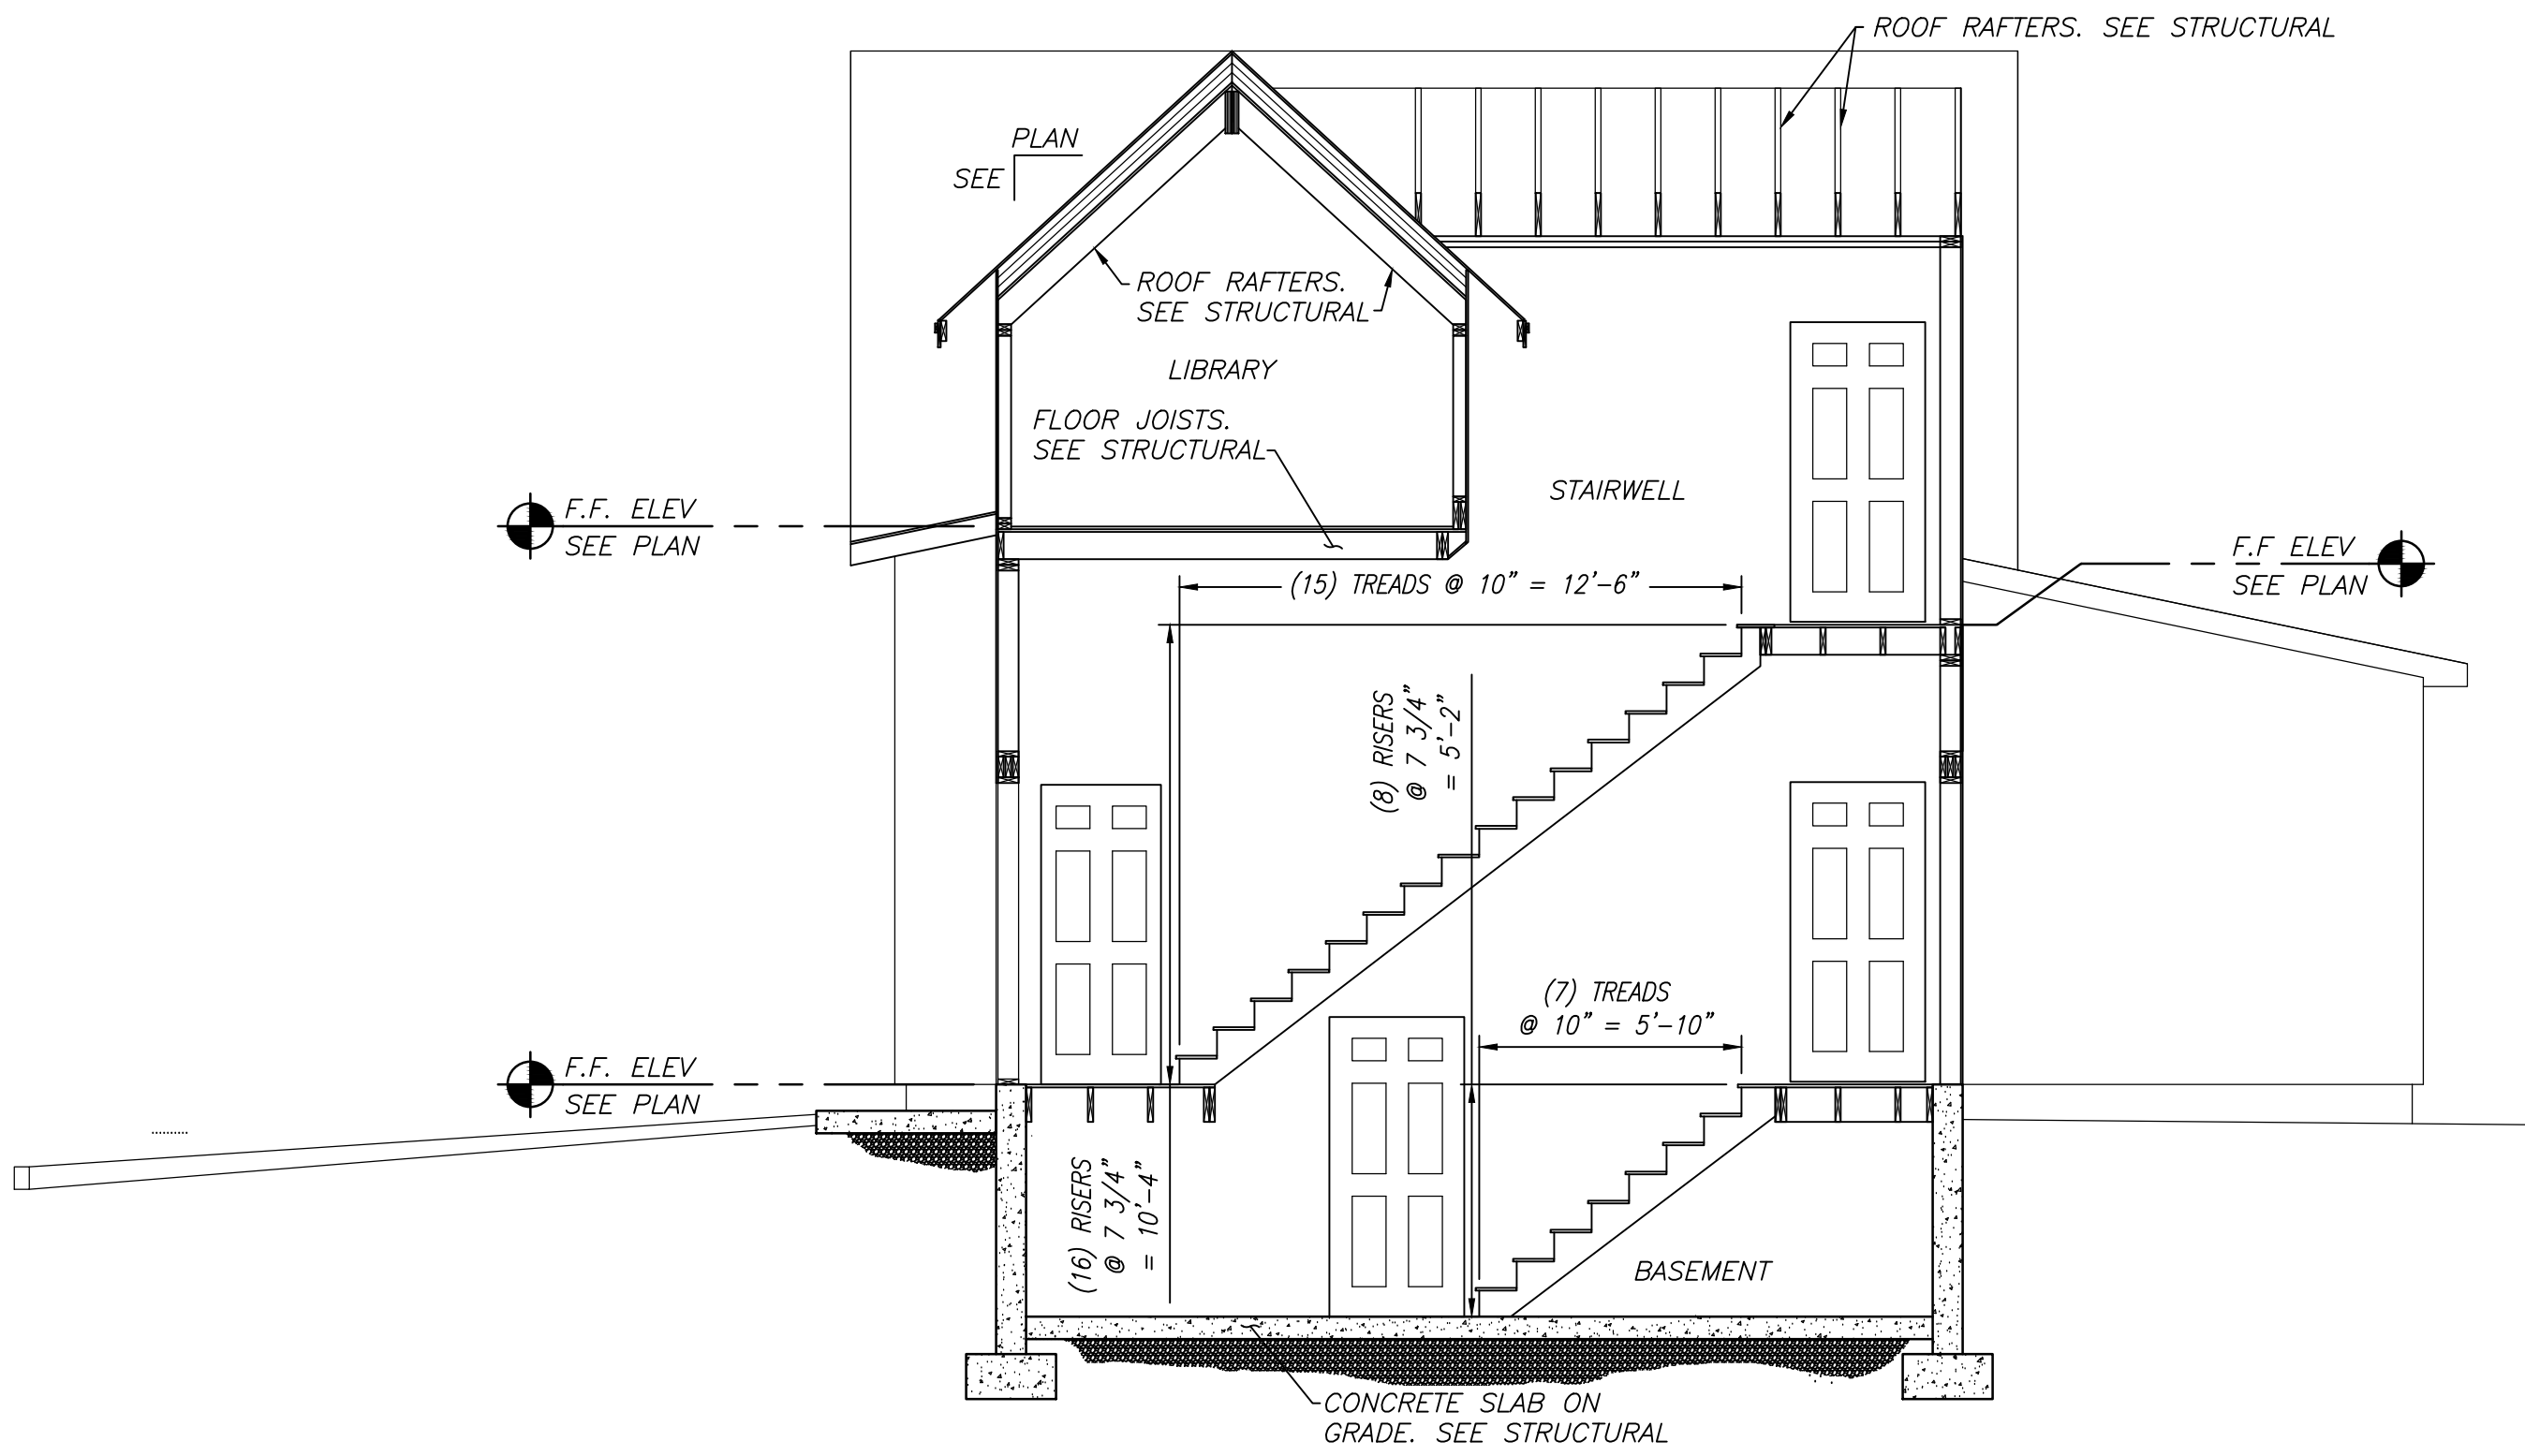 ROOF RAFTERS. SEE STRUCTURAL
PLAN
SEE
ROOF RAFTERS.
SEE STRUCTURAL
LIBRARY
FLOOR JOISTS.
SEE STRUCTURAL
STAIRWELL
F.F. ELEV
SEE PLAN
F.F ELEV
SEE PLAN
(15) TREADS @ 10" = 12'-6"
(8) RISERS
@ 7 3/4"
= 5'-2"
(7) TREADS
@ 10" = 5'-10"
F.F. ELEV
SEE PLAN
(16) RISERS
@ 7 3/4"
= 10'-4"
BASEMENT
CONCRETE SLAB ON
GRADE. SEE STRUCTURAL